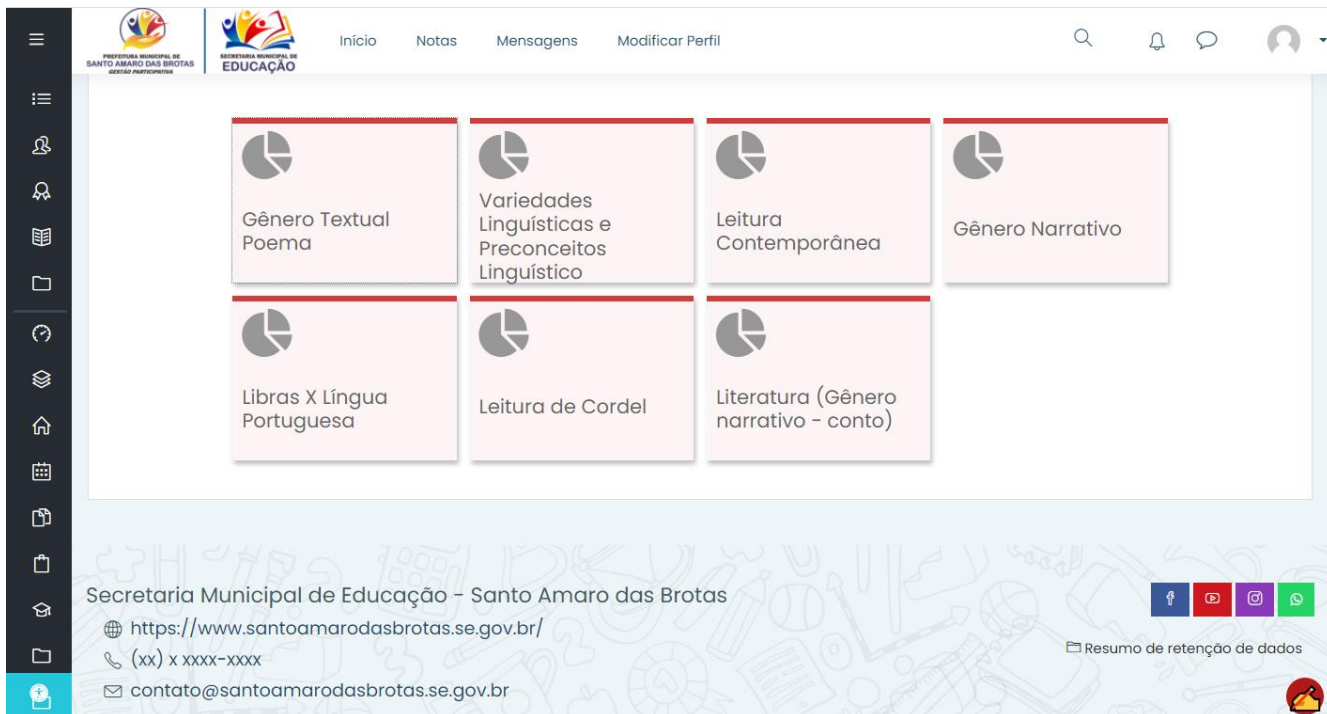 PREFEITURA MUNICIPAL DE
SANTO AMARO DAS BROTAS
GESTÃO PARTICIPATIVA
SECRETARIA MUNICIPAL DE
EDUCAÇÃO
Início
Notas
Mensagens
Modificar Perfil
Gênero Textual
Poema
Variedades
Linguísticas e
Preconceitos
Linguístico
Leitura
Contemporânea
Gênero Narrativo
Libras X Língua
Portuguesa
Leitura de Cordel
Literatura (Gênero
narrativo - conto)
Secretaria Municipal de Educação - Santo Amaro das Brotas
https://www.santoamarodasbrotas.se.gov.br/
(xx) x xxxx-xxxx
contato@santoamarodasbrotas.se.gov.br
Resumo de retenção de dados